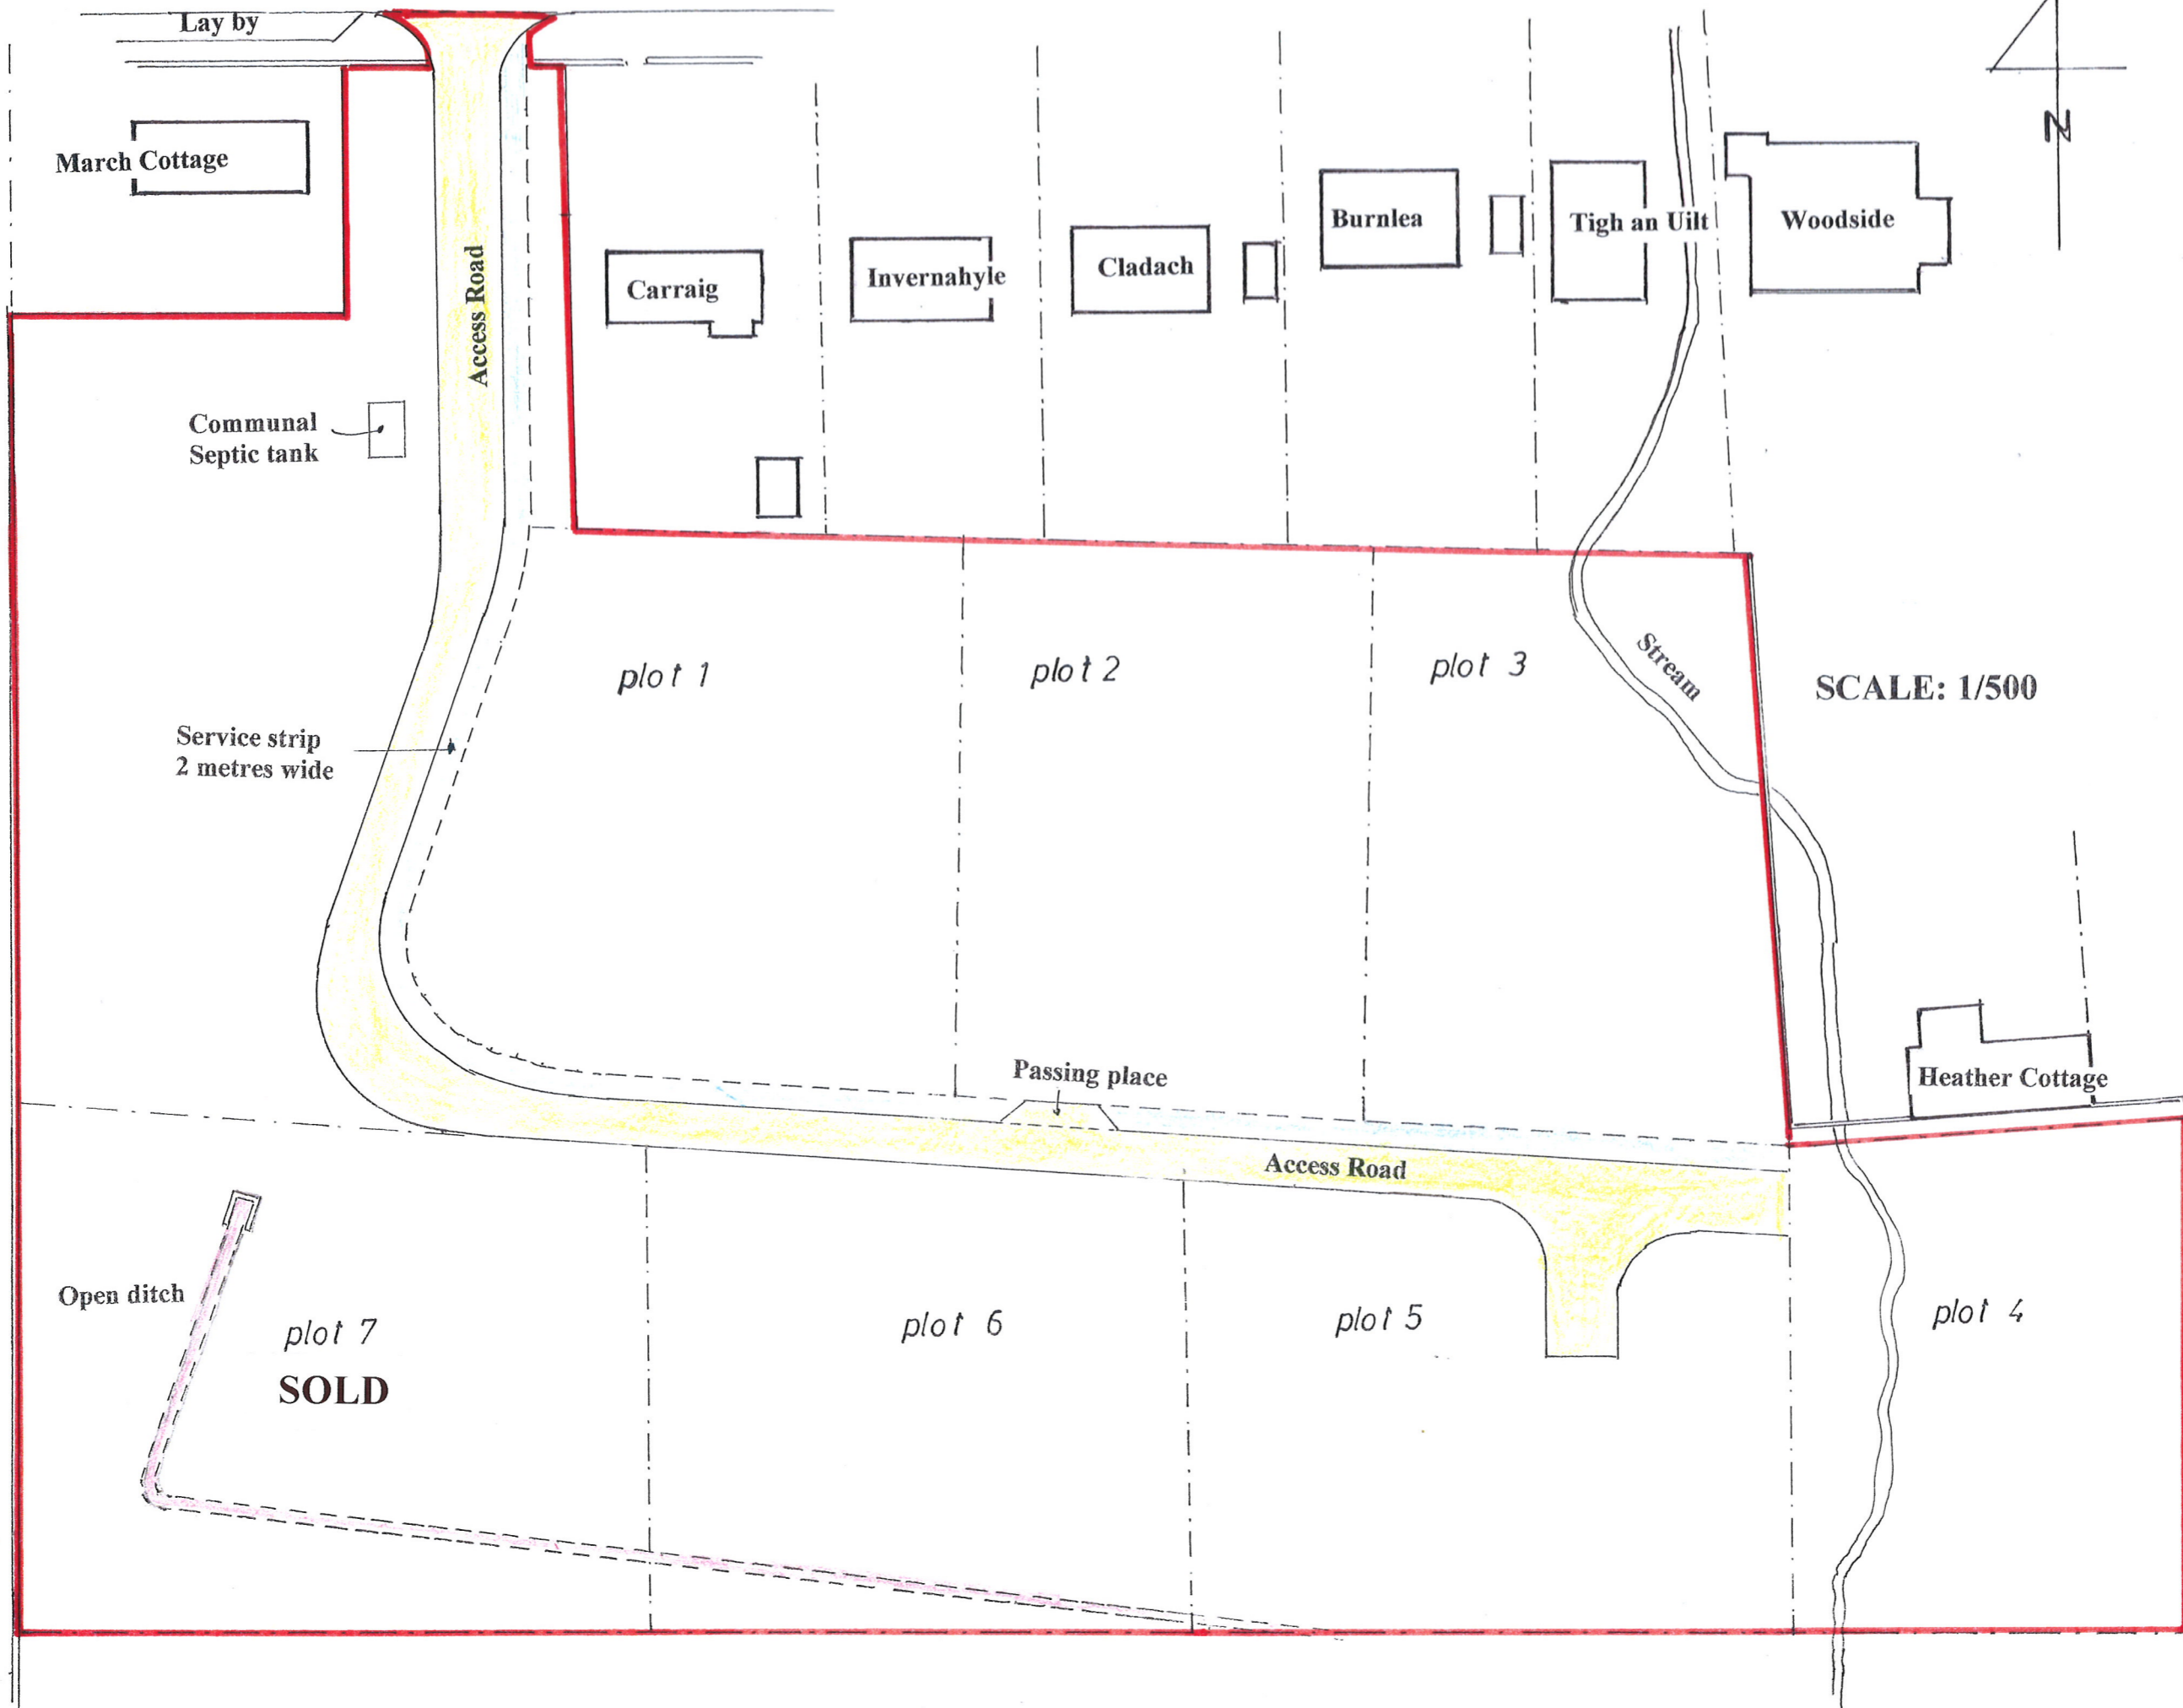 Lay by
N
March Cottage
Access Road
Carraig
Invernahyle
Cladach
Burnlea
Tigh an Uilt
Woodside
Communal
Septic tank
plot 1
plot 2
plot 3
Stream
SCALE: 1/500
Service strip
2 metres wide
Passing place
Heather Cottage
Access Road
Open ditch
plot 7
SOLD
plot 6
plot 5
plot 4